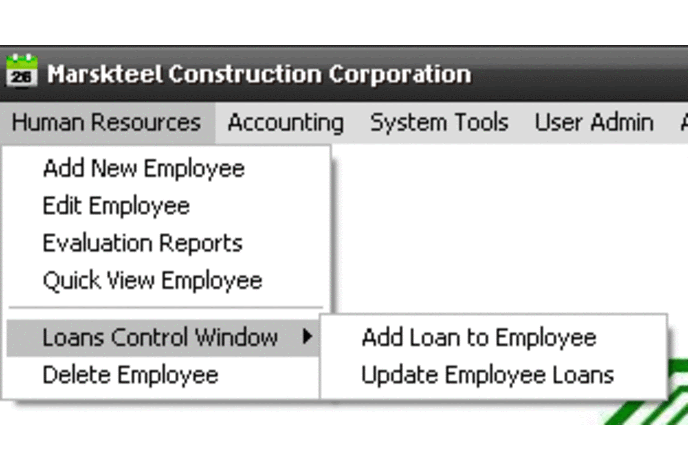 26 Marskteel Construction Corporation
Human Resources Accounting System Tools User Admin
Add New Employee
Edit Employee
Evaluation Reports
Quick View Employee
Loans Control Window Add Loan to Employee
Delete Employee Update Employee Loans